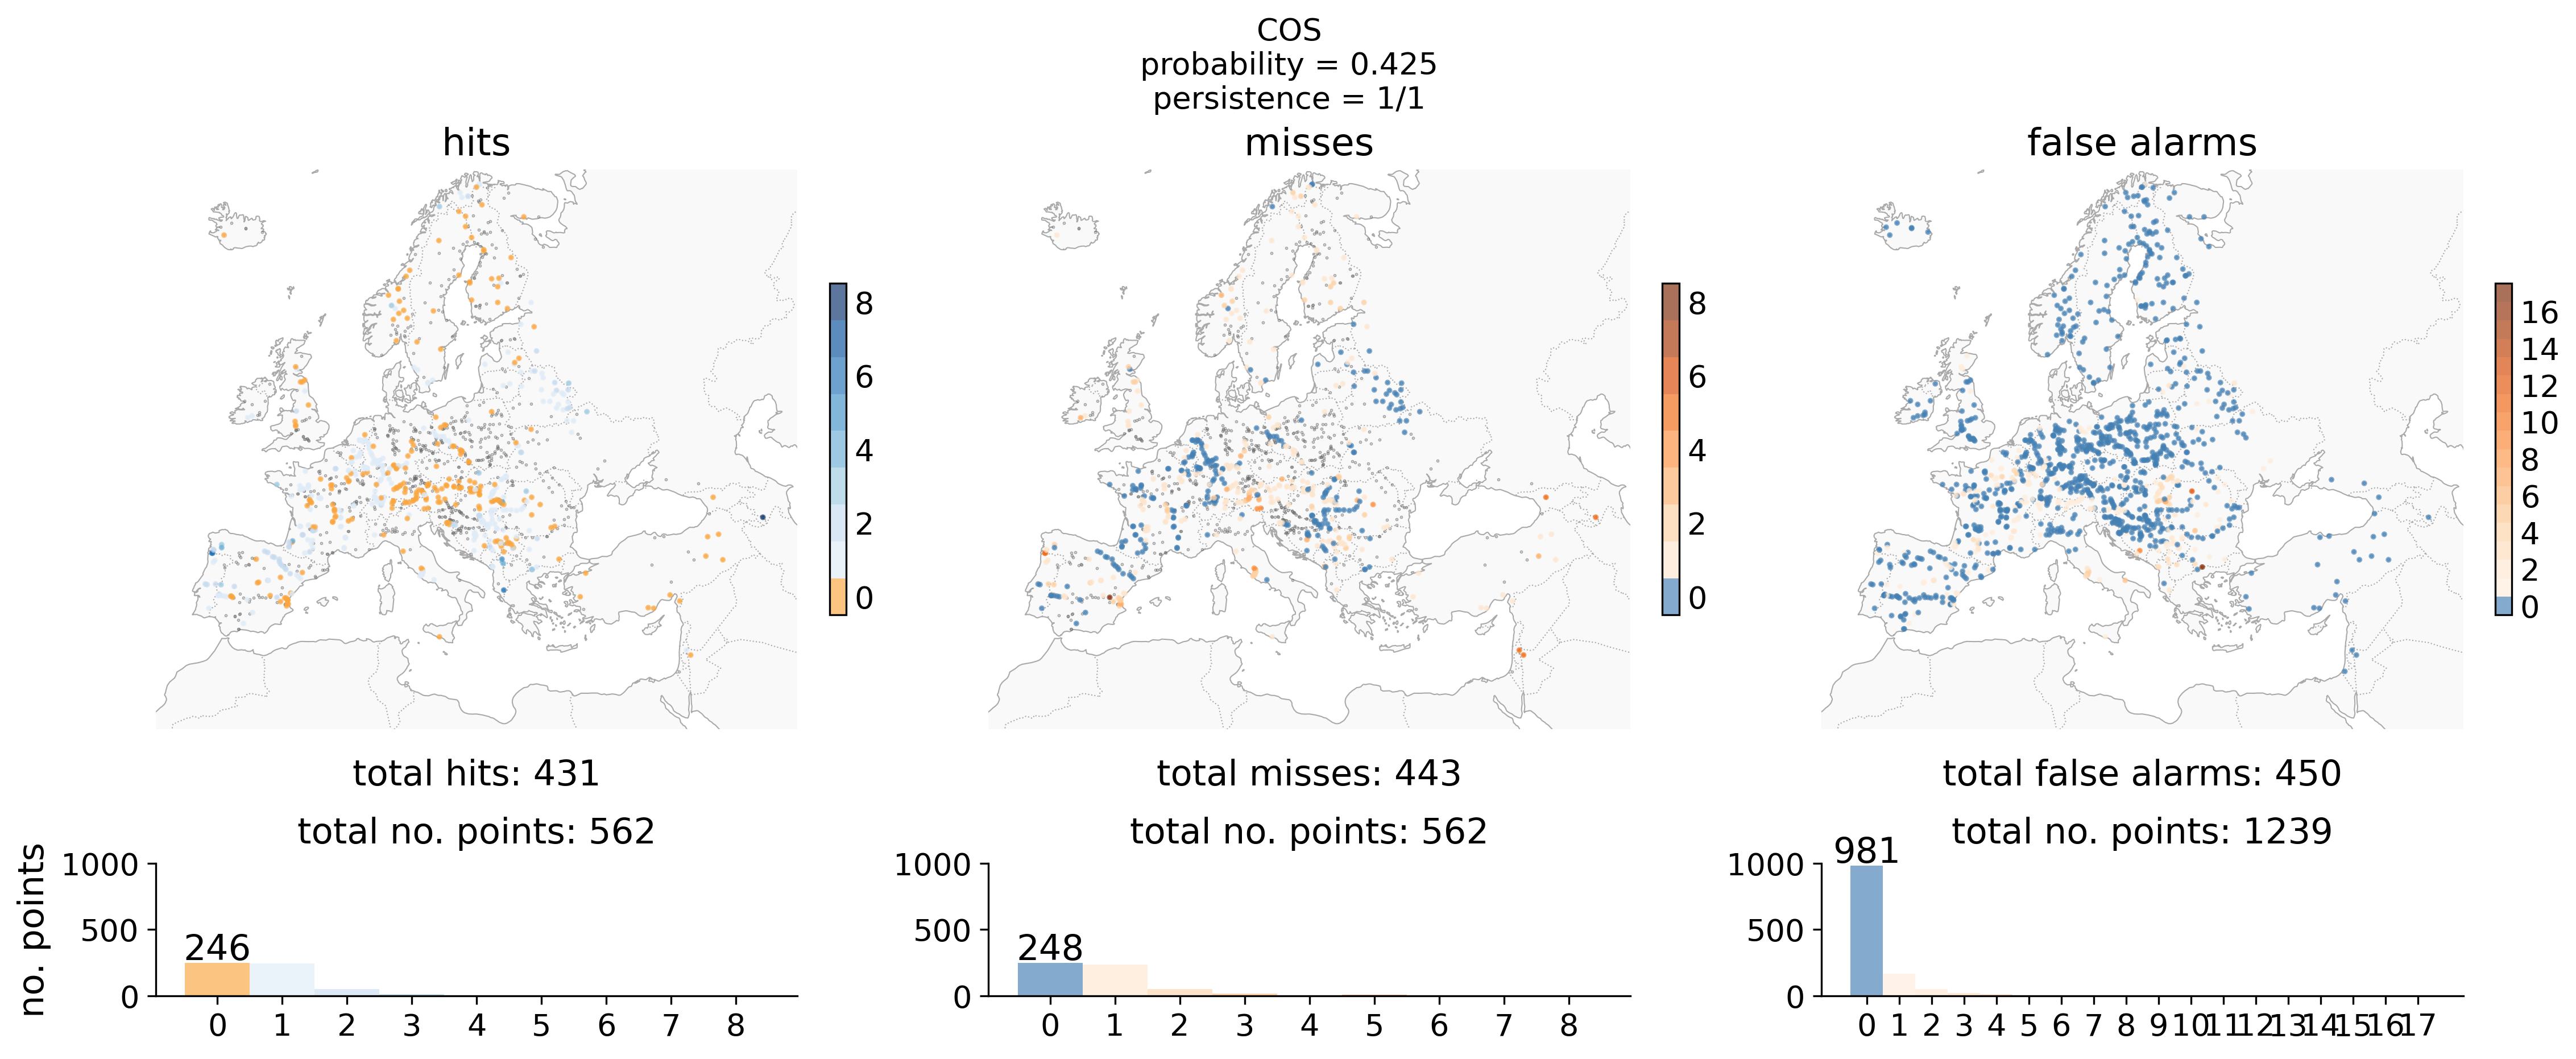 COS
probability = 0.425
persistence = 1/1
hits
misses
false alarms
8
6
4
2
0
8
6
4
2
0
16
14
12
10
8
6
4
2
0
total hits: 431
total misses: 443
total false alarms: 450
total no. points: 562
total no. points: 562
total no. points: 1239
no. points
1000
500
0
246
0 1 2 3 4 5 6 7 8
1000
500
0
248
0 1 2 3 4 5 6 7 8
1000
500
0
981
0 1 2 3 4 5 6 7 8 9 10 11 12 13 14 15 16 17